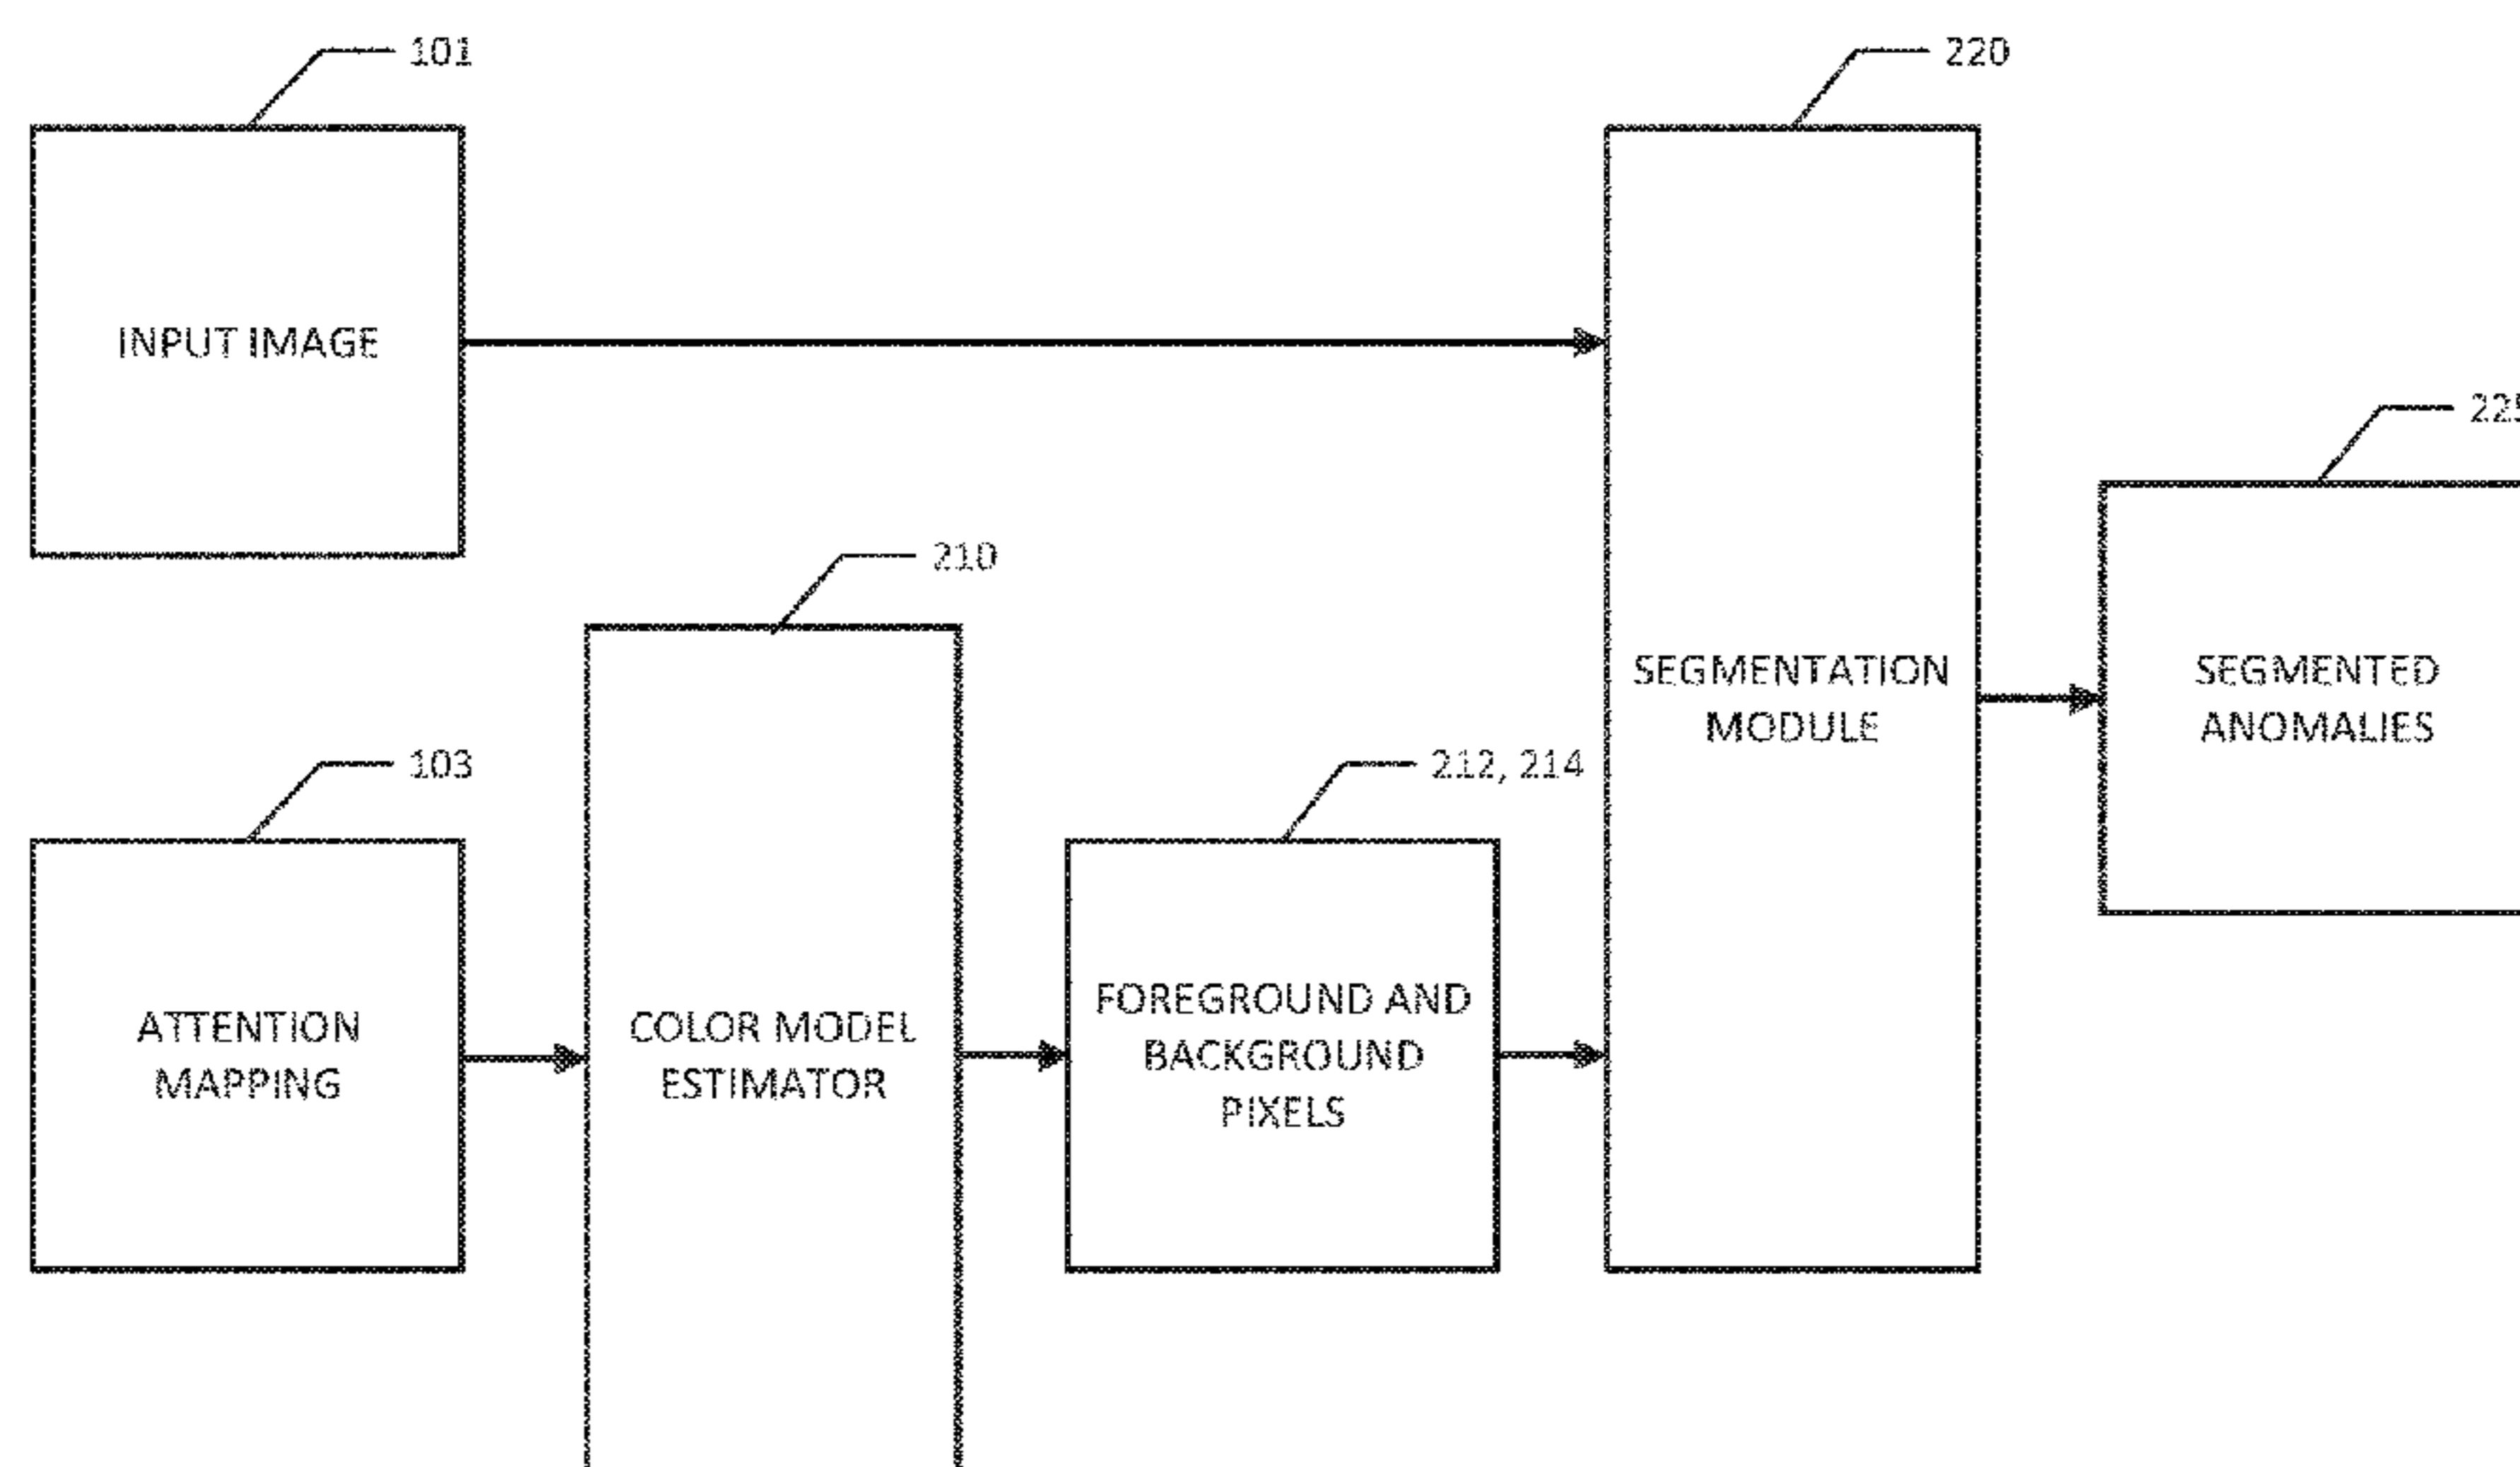 101
220
INPUT IMAGE
210
SEGMENTATION
MODULE
SEGMENTED
ANOMALIES
103
212, 214
ATTENTION
MAPPING
COLOR MODEL
ESTIMATOR
FOREGROUND AND
BACKGROUND
PIXELS